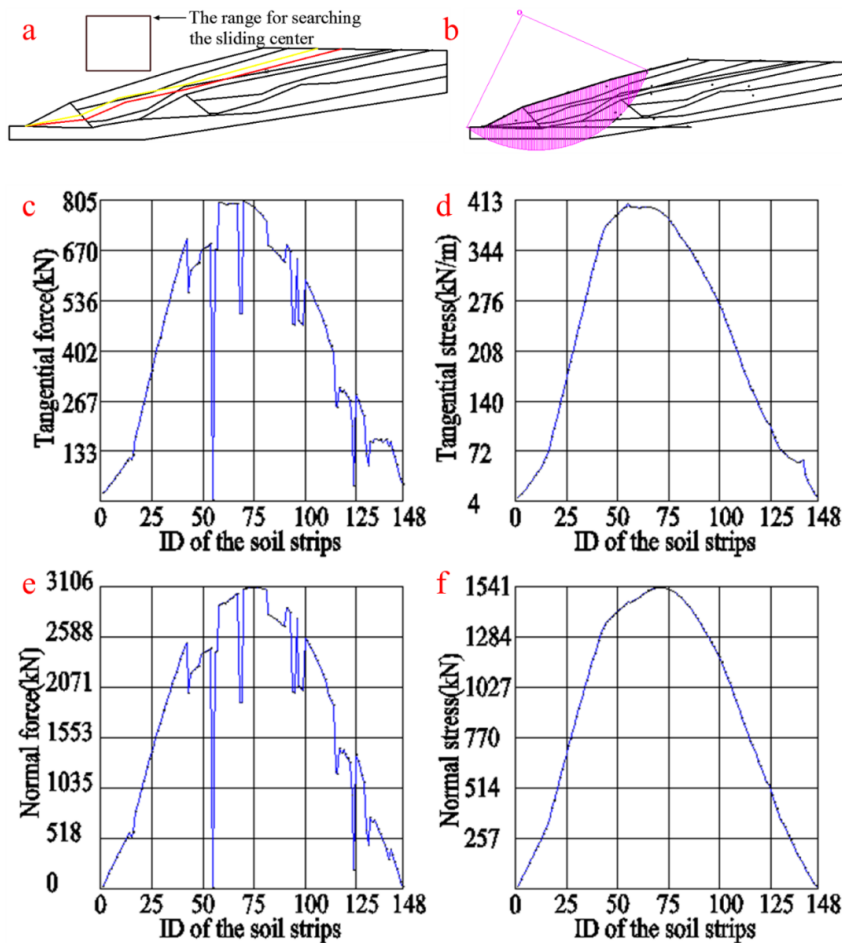 a
The range for searching
the sliding center
b
o
c
805
670
536
402
267
133
Tangential force(kN)
0 25 50 75 100 125 148
ID of the soil strips
d
413
344
276
208
140
72
4
Tangential stress(kN/m)
0 25 50 75 100 125 148
ID of the soil strips
e
3106
2588
2071
1553
1035
518
0
Normal force(kN)
0 25 50 75 100 125 148
ID of the soil strips
f
1541
1284
1027
770
514
257
Normal stress(kN)
0 25 50 75 100 125 148
ID of the soil strips